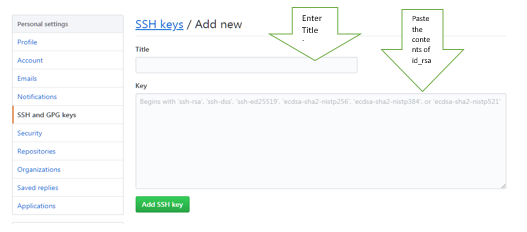 Personal settings
Profile
Account
Emails
Notifications
SSH and GPG keys
Security
Repositories
Organizations
Saved replies
Applications
SSH keys / Add new
Title
Key
Begins with 'ssh-rsa', 'ssh-dss', 'ssh-ed25519', 'ecdsa-sha2-nistp256', 'ecdsa-sha2-nistp384', or 'ecdsa-sha2-nistp521'
Add SSH key
Enter
Title
.
Paste
the
conte
nts of
id_rsa